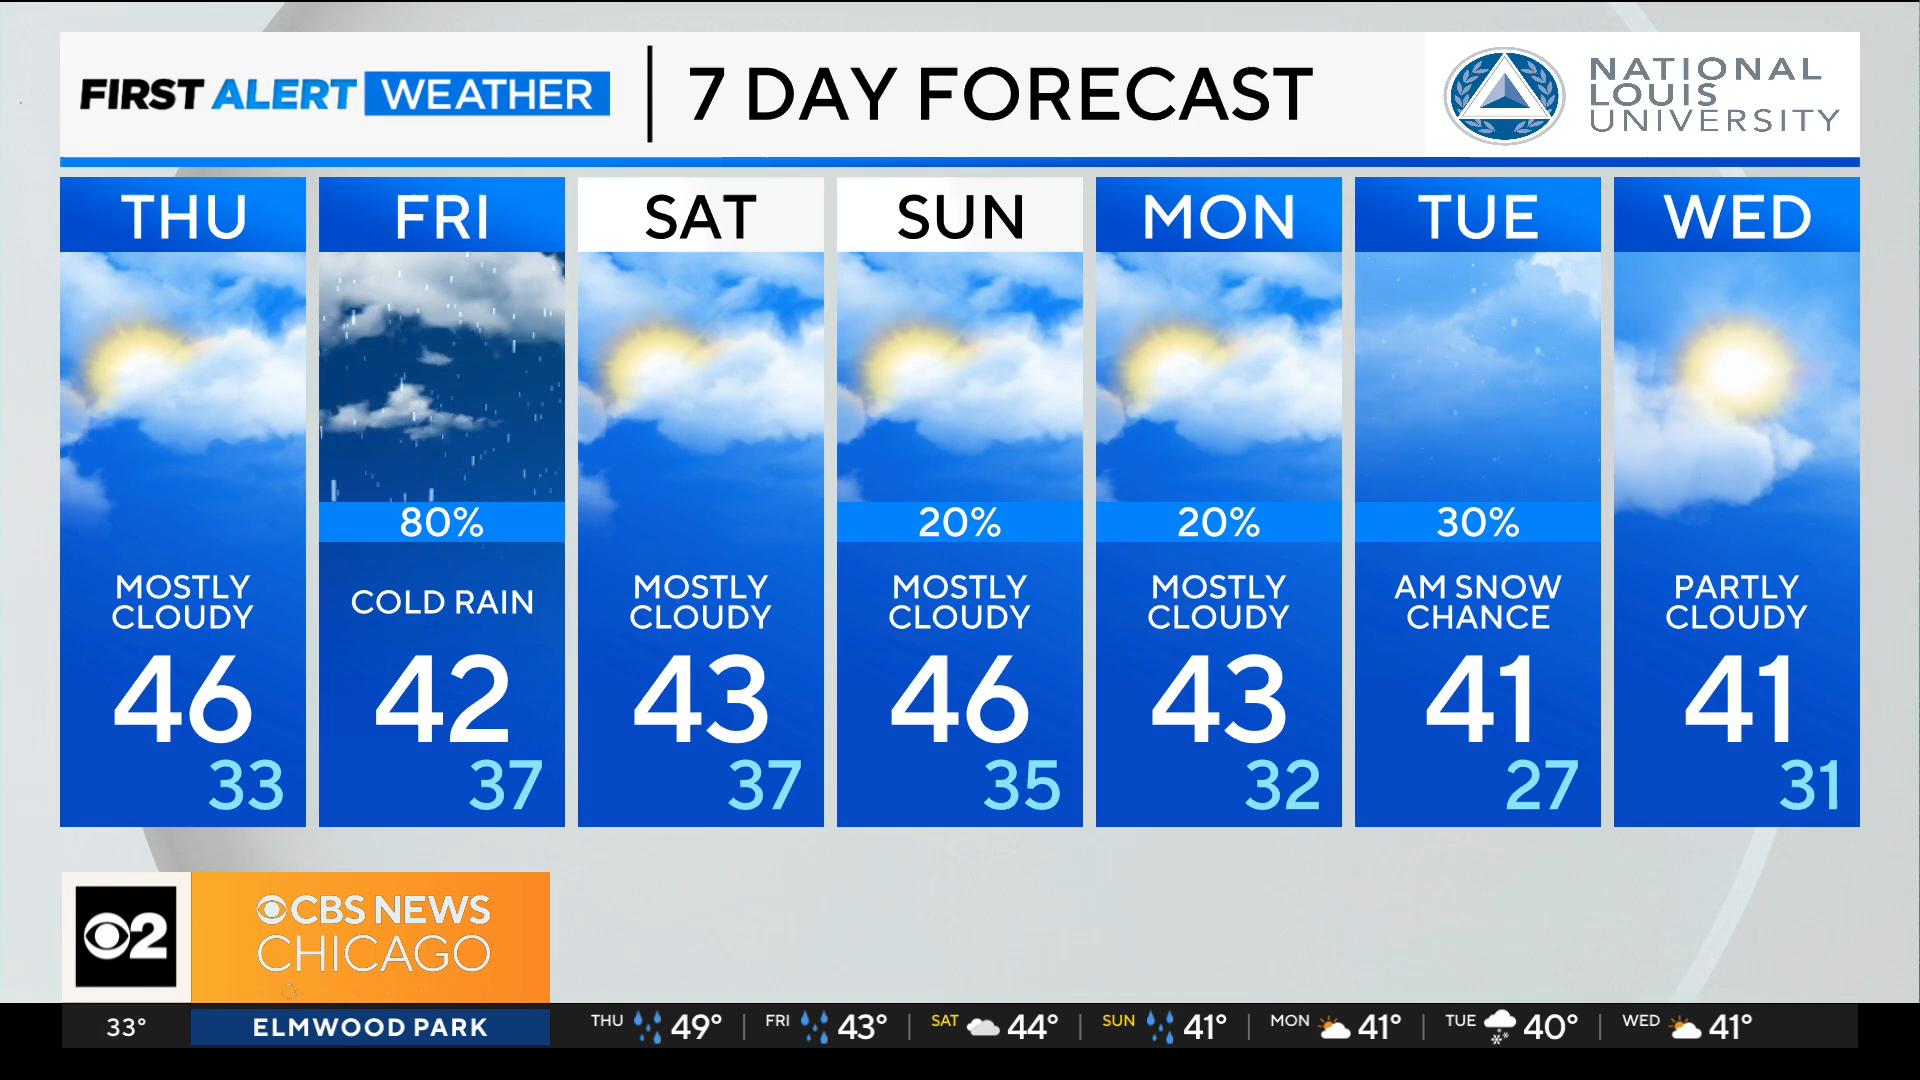 FIRST ALERT WEATHER
7 DAY FORECAST
NATIONAL
LOUIS
UNIVERSITY
THU
MOSTLY
CLOUDY
46
33
FRI
80%
COLD RAIN
42
37
SAT
MOSTLY
CLOUDY
43
37
SUN
20%
MOSTLY
CLOUDY
46
35
MON
20%
MOSTLY
CLOUDY
43
32
TUE
30%
AM SNOW
CHANCE
41
27
WED
PARTLY
CLOUDY
41
31
2
CBS NEWS
CHICAGO
33° ELMWOOD PARK THU 49° | FRI 43° | SAT 44° | SUN 41° | MON 41° | TUE 40° | WED 41°